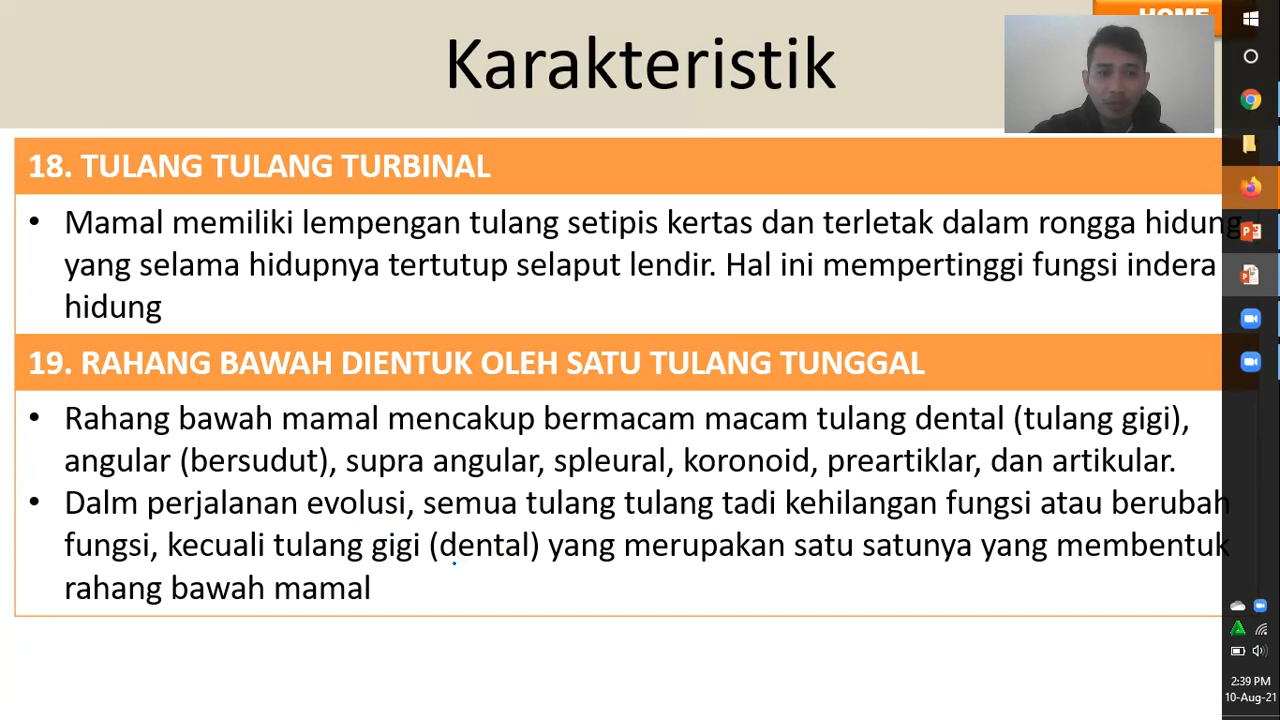 HOME
Karakteristik
18. TULANG TULANG TURBINAL
• Mamal memiliki lempengan tulang setipis kertas dan terletak dalam rongga hidung
yang selama hidupnya tertutup selaput lendir. Hal ini mempertinggi fungsi indera
hidung
19. RAHANG BAWAH DIENTUK OLEH SATU TULANG TUNGGAL
• Rahang bawah mamal mencakup bermacam macam tulang dental (tulang gigi),
angular (bersudut), supra angular, spleural, koronoid, preartiklar, dan artikular.
• Dalm perjalanan evolusi, semua tulang tulang tadi kehilangan fungsi atau berubah
fungsi, kecuali tulang gigi (dental) yang merupakan satu satunya yang membentuk
rahang bawah mamal
2:39 PM
10-Aug-21